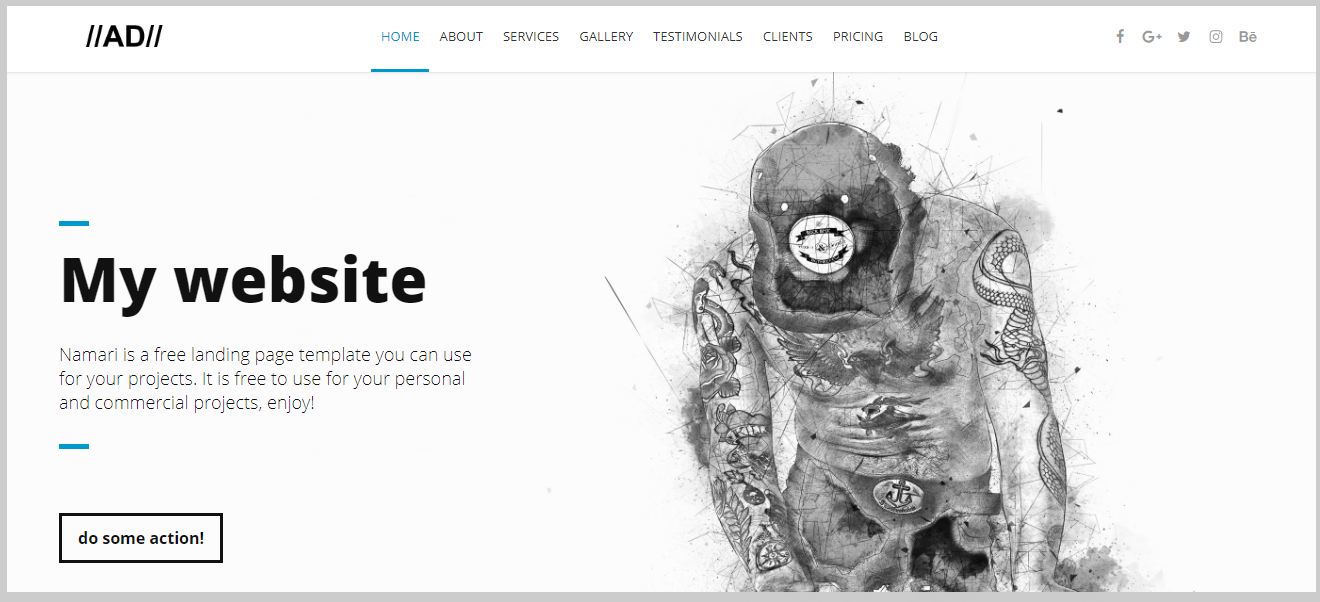 //AD//
HOME ABOUT SERVICES GALLERY TESTIMONIALS CLIENTS PRICING BLOG
My website
Namari is a free landing page template you can use
for your projects. It is free to use for your personal
and commercial projects, enjoy!
do some action!